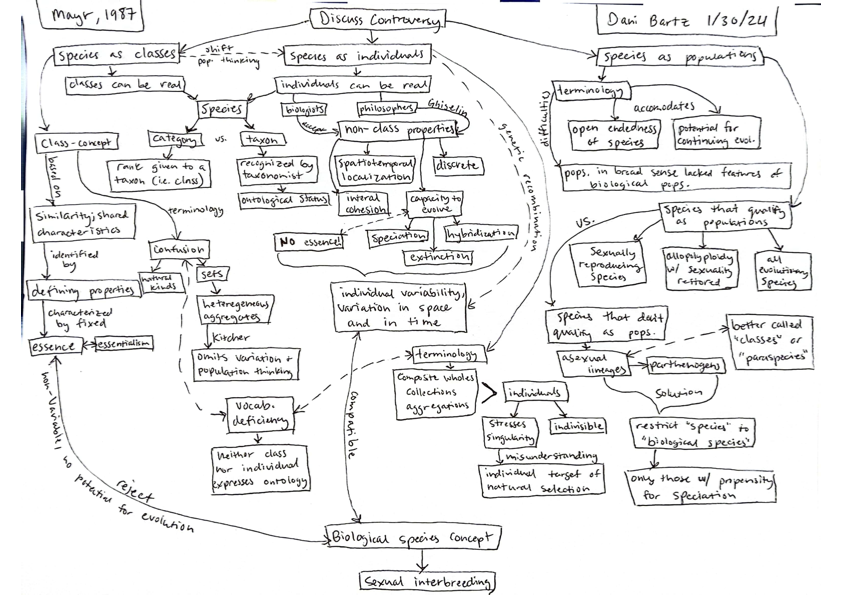 Mayr, 1987
Discuss Controversy
Dani Bartz 1/30/24
Species as classes
shift
pop. thinking
Species as individuals
Species as populations
classes can be real
individuals can be real
terminology
difficulties
accomodates
Species
biologists
philosophers
Ghiselin
open endedness
of species
potential for
continuing evol.
Class-concept
category
vs.
taxon
non-class properties
genetic recombination
based on
rank given to a
taxon (i.e. class)
recognized by
taxonomist
ontological status
spatiotemporal
localization
discrete
pops. in broad sense lacked features of
biological pops.
interal
cohesion
capacity to
evolve
Similarity; shared
characteristics
terminology
vs.
Species that qualify
as populations
No essence!
Speciation
hybridization
extinction
confusion
identified
by
Sexually
reproducing
Species
allopolyploidy
w/ sexuality
restored
all
evolutionary
Species
natural
kinds
sets
defining properties
individual variability,
variation in space
and in time
heterogeneous
aggregates
characterized
by fixed
Species that don't
qualify as pops.
better called
"classes" or
"paraspecies"
Kitcher
essence
essentialism
omits variation +
population thinking
terminology
asexual
lineages
parthenogens
composite wholes
collections
aggregations
>
individuals
Solution
vocab.
deficiency
compatible
Stresses
singularity
indivisible
restrict "species" to
"biological species"
non-variable,
no potential for evolution
reject
neither class
nor individual
expresses ontology
misunderstanding
individual target of
natural selection
only those w/ propensity
for speciation
Biological species concept
Sexual interbreeding